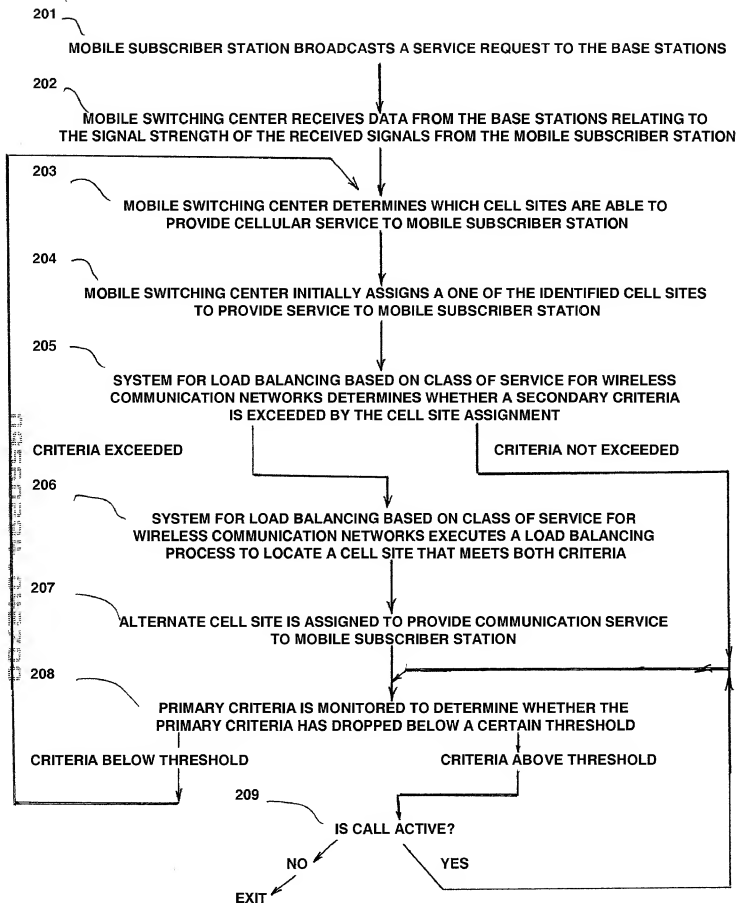 201
MOBILE SUBSCRIBER STATION BROADCASTS A SERVICE REQUEST TO THE BASE STATIONS
202
MOBILE SWITCHING CENTER RECEIVES DATA FROM THE BASE STATIONS RELATING TO
THE SIGNAL STRENGTH OF THE RECEIVED SIGNALS FROM THE MOBILE SUBSCRIBER STATION
203
MOBILE SWITCHING CENTER DETERMINES WHICH CELL SITES ARE ABLE TO
PROVIDE CELLULAR SERVICE TO MOBILE SUBSCRIBER STATION
204
MOBILE SWITCHING CENTER INITIALLY ASSIGNS A ONE OF THE IDENTIFIED CELL SITES
TO PROVIDE SERVICE TO MOBILE SUBSCRIBER STATION
205
SYSTEM FOR LOAD BALANCING BASED ON CLASS OF SERVICE FOR WIRELESS
COMMUNICATION NETWORKS DETERMINES WHETHER A SECONDARY CRITERIA
IS EXCEEDED BY THE CELL SITE ASSIGNMENT
CRITERIA EXCEEDED
CRITERIA NOT EXCEEDED
206
SYSTEM FOR LOAD BALANCING BASED ON CLASS OF SERVICE FOR
WIRELESS COMMUNICATION NETWORKS EXECUTES A LOAD BALANCING
PROCESS TO LOCATE A CELL SITE THAT MEETS BOTH CRITERIA
207
ALTERNATE CELL SITE IS ASSIGNED TO PROVIDE COMMUNICATION SERVICE
TO MOBILE SUBSCRIBER STATION
208
PRIMARY CRITERIA IS MONITORED TO DETERMINE WHETHER THE
PRIMARY CRITERIA HAS DROPPED BELOW A CERTAIN THRESHOLD
CRITERIA BELOW THRESHOLD
CRITERIA ABOVE THRESHOLD
209
IS CALL ACTIVE?
NO
YES
EXIT